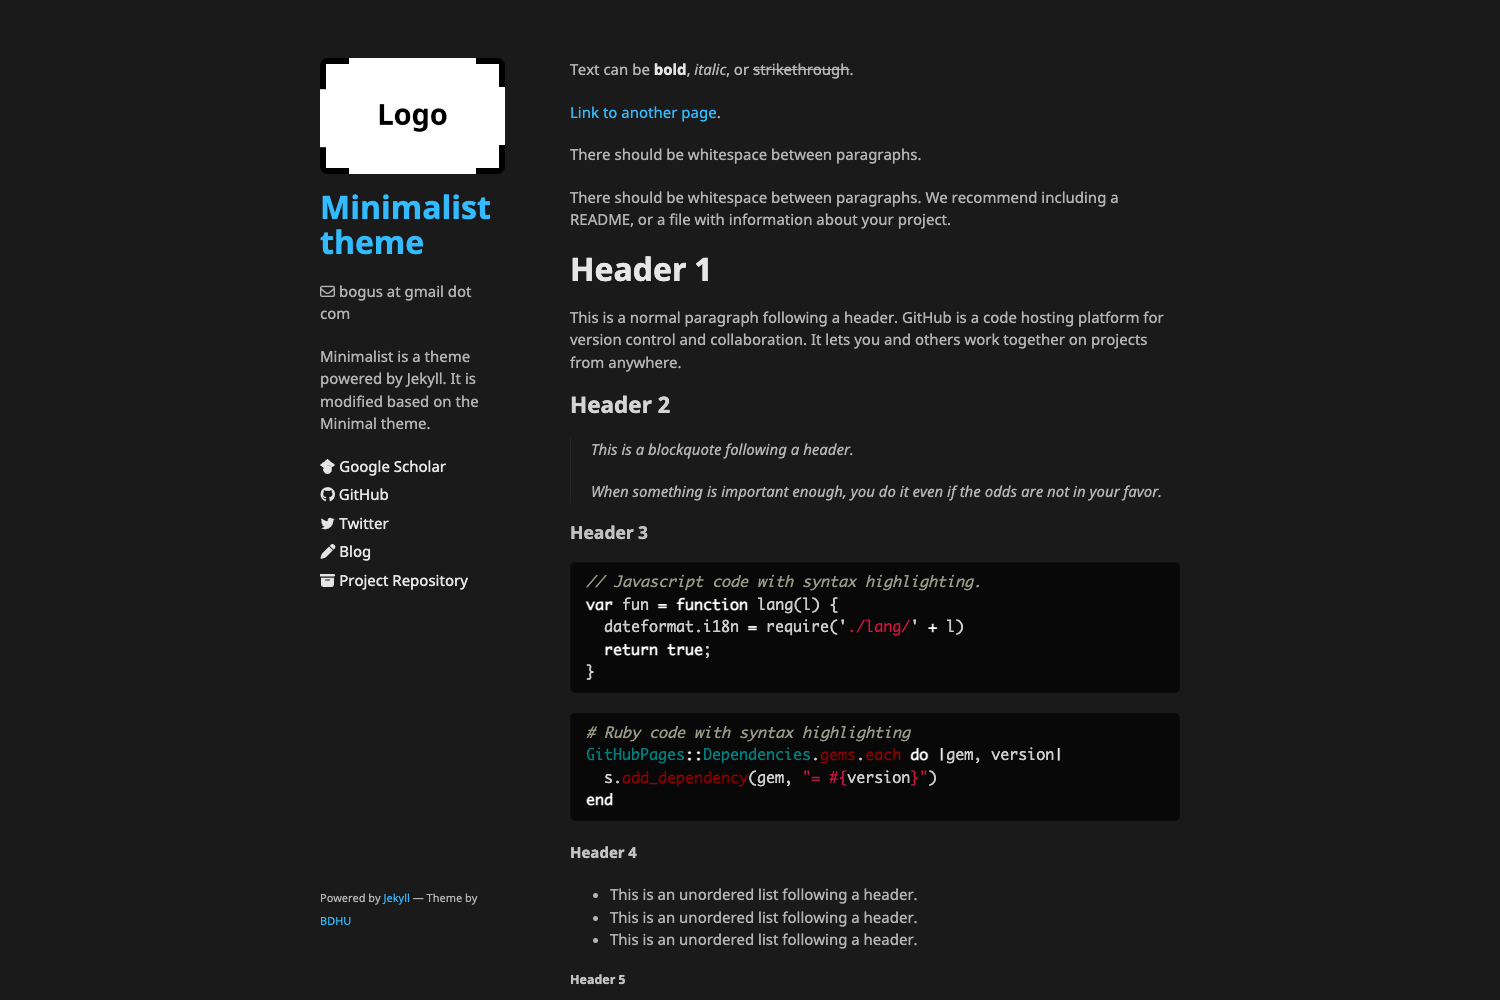 Logo
Minimalist
theme
bogus at gmail dot
com
Minimalist is a theme
powered by Jekyll. It is
modified based on the
Minimal theme.
Google Scholar
GitHub
Twitter
Blog
Project Repository
Powered by Jekyll — Theme by
BDHU
Text can be bold, italic, or strikethrough.
Link to another page.
There should be whitespace between paragraphs.
There should be whitespace between paragraphs. We recommend including a
README, or a file with information about your project.
Header 1
This is a normal paragraph following a header. GitHub is a code hosting platform for
version control and collaboration. It lets you and others work together on projects
from anywhere.
Header 2
This is a blockquote following a header.
When something is important enough, you do it even if the odds are not in your favor.
Header 3
// Javascript code with syntax highlighting.
var fun = function lang(l) {
  dateformat.i18n = require('./lang/' + l)
  return true;
}
# Ruby code with syntax highlighting
GitHubPages::Dependencies.gems.each do |gem, version|
  s.add_dependency(gem, "= #{version}")
end
Header 4
• This is an unordered list following a header.
• This is an unordered list following a header.
• This is an unordered list following a header.
Header 5